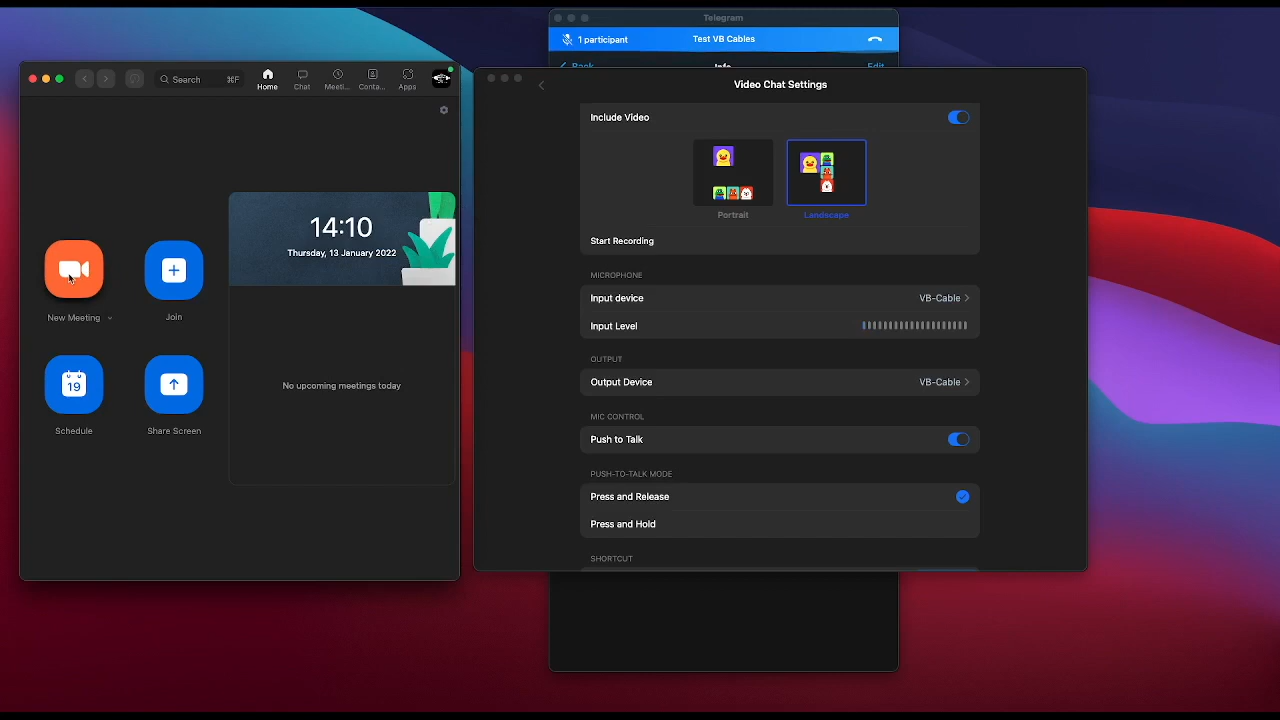 Telegram
1 participant
Test VB Cables
Back
Info
Edit
Search
⌘F
Home
Chat
Meeti...
Conta...
Apps
14:10
Thursday, 13 January 2022
No upcoming meetings today
New Meeting
Join
19
Schedule
Share Screen
Video Chat Settings
Include Video
Portrait
Landscape
Start Recording
MICROPHONE
Input device
VB-Cable
Input Level
OUTPUT
Output Device
VB-Cable
MIC CONTROL
Push to Talk
PUSH-TO-TALK MODE
Press and Release
Press and Hold
SHORTCUT